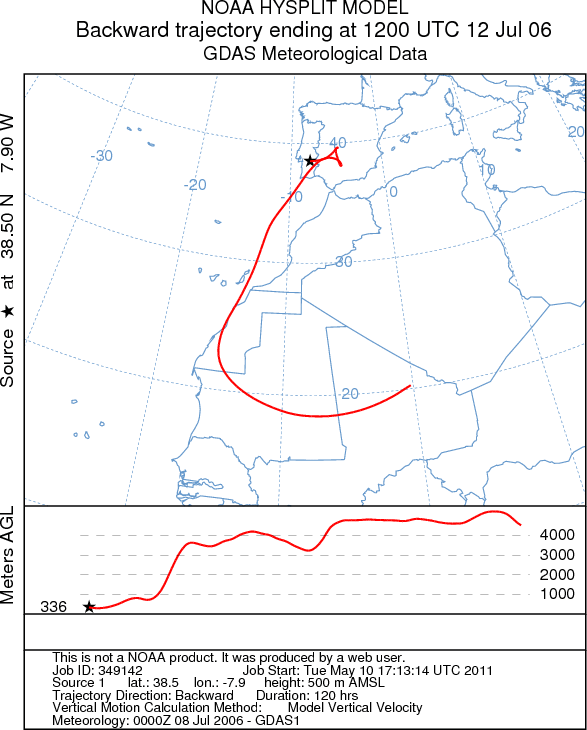 NOAA HYSPLIT MODEL
Backward trajectory ending at 1200 UTC 12 Jul 06
GDAS Meteorological Data
Source ★ at 38.50 N 7.90 W
-30
-20
-10
0
10
20
40
30
-20
Meters AGL
336
4000
3000
2000
1000
This is not a NOAA product. It was produced by a web user.
Job ID: 349142 Job Start: Tue May 10 17:13:14 UTC 2011
Source 1 lat.: 38.5 lon.: -7.9 height: 500 m AMSL
Trajectory Direction: Backward Duration: 120 hrs
Vertical Motion Calculation Method: Model Vertical Velocity
Meteorology: 0000Z 08 Jul 2006 - GDAS1